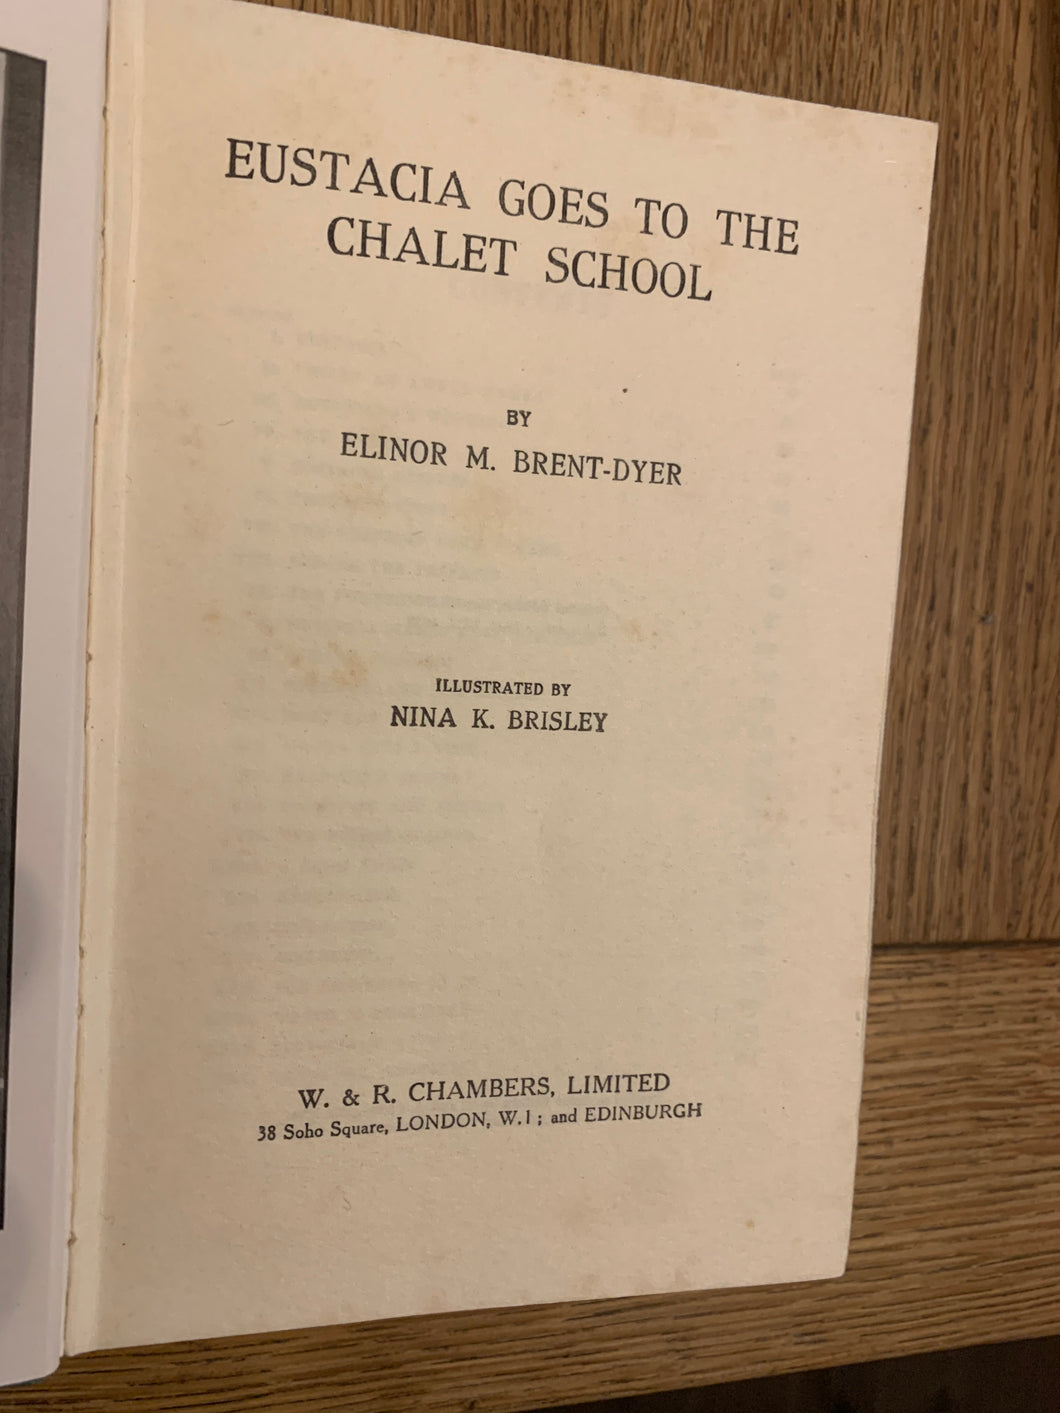 EUSTACIA GOES TO THE
CHALET SCHOOL
BY
ELINOR M. BRENT-DYER
ILLUSTRATED BY
NINA K. BRISLEY
W. & R. CHAMBERS, LIMITED
38 Soho Square, LONDON, W.1; and EDINBURGH